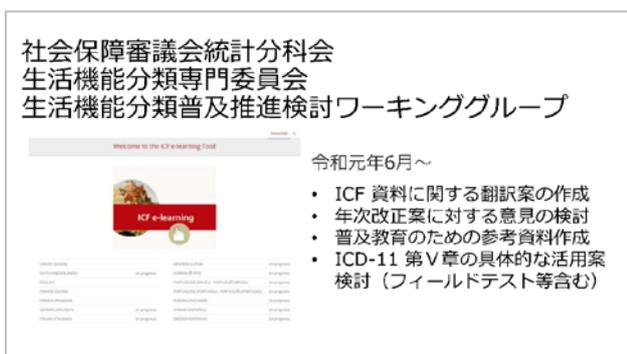 社会保障審議会統計分科会
生活機能分類専門委員会
生活機能分類普及推進検討ワーキンググループ
Welcome to the ICF e-learning Tool!
ICF e-learning
令和元年6月～
• ICF 資料に関する翻訳案の作成
• 年次改正案に対する意見の検討
• 普及教育のための参考資料作成
• ICD-11 第Ⅴ章の具体的な活用案
検討（フィールドテスト等含む）